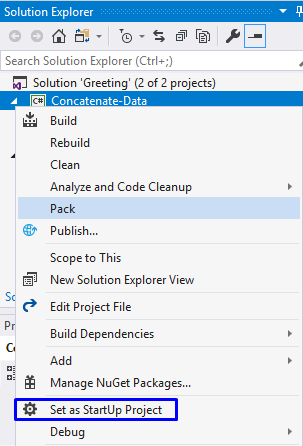 Solution Explorer
Search Solution Explorer (Ctrl+;)
Solution 'Greeting' (2 of 2 projects)
C# Concatenate-Data
Build
Rebuild
Clean
Analyze and Code Cleanup
Pack
Publish...
Scope to This
New Solution Explorer View
Edit Project File
Build Dependencies
Add
Manage NuGet Packages...
Set as StartUp Project
Debug